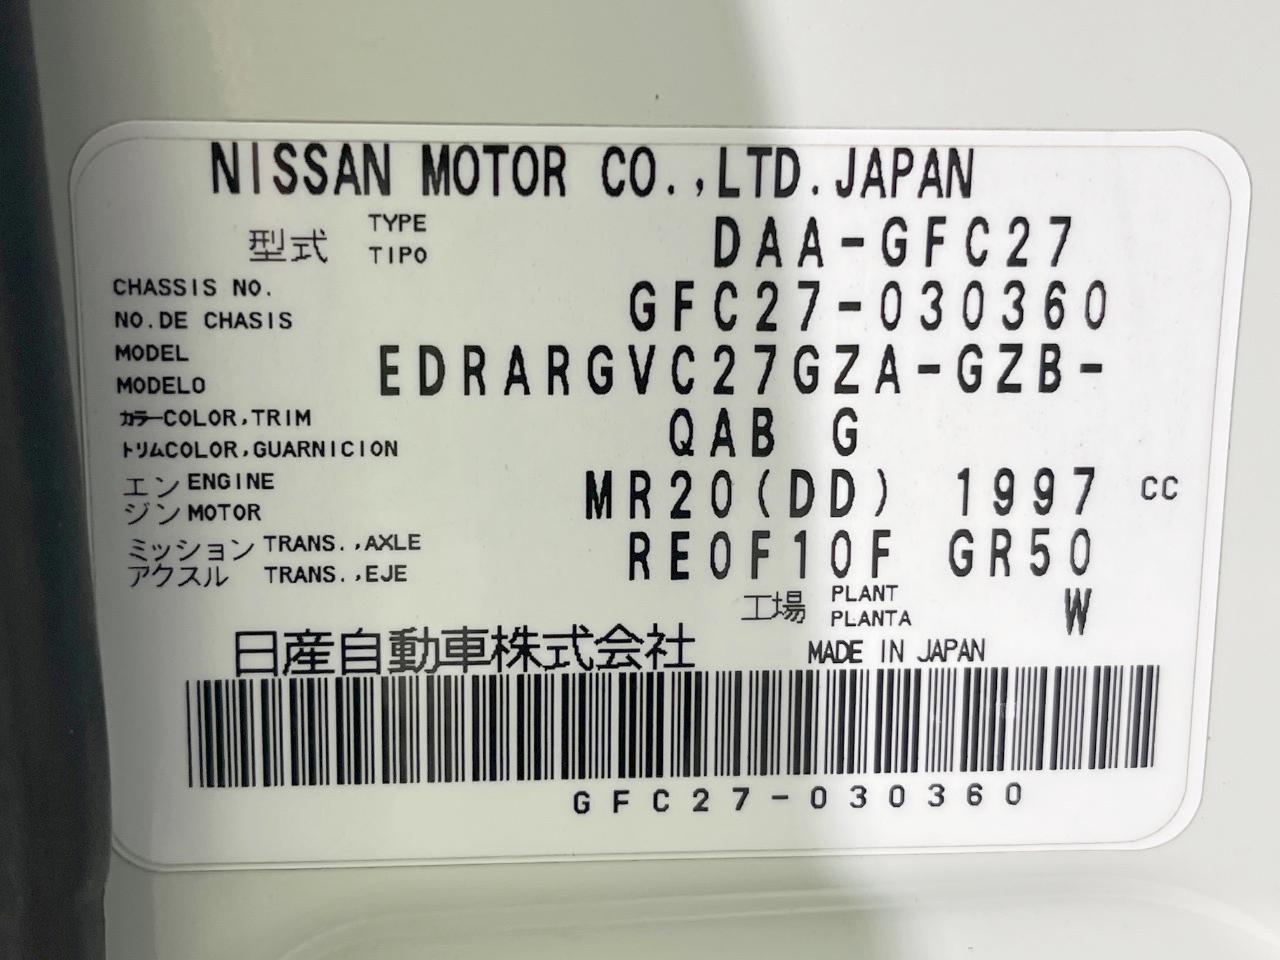 NISSAN MOTOR CO.,LTD.JAPAN
型式 TYPE TIPO DAA-GFC27
CHASSIS NO. NO.DE CHASIS GFC27-030360
MODEL MODELO EDRARGVC27GZA-GZB-
カラーCOLOR,TRIM トリムCOLOR,GUARNICION QAB G
エンジン ENGINE MOTOR MR20(DD) 1997 CC
ミッション TRANS.,AXLE アクスル TRANS.,EJE RE0F10F GR50
工場 PLANT PLANTA W
日産自動車株式会社 MADE IN JAPAN
GFC27-030360